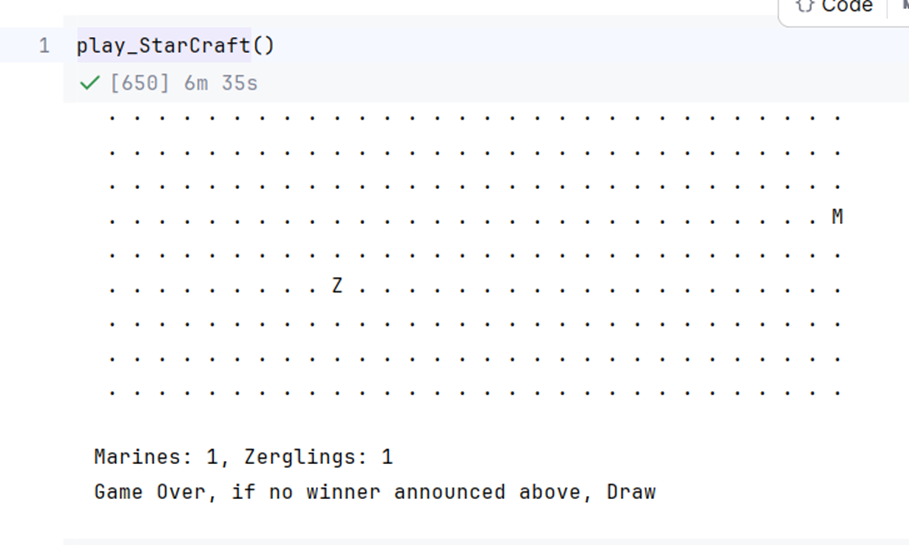 {} Code
1 play_StarCraft()
✓ [650] 6m 35s
. . . . . . . . . . . . . . . . . . . . . . . . . . . . . .
. . . . . . . . . . . . . . . . . . . . . . . . . . . . . .
. . . . . . . . . . . . . . . . . . . . . . . . . . . . . .
. . . . . . . . . . . . . . . . . . . . . . . . . . . . . M
. . . . . . . . . . . . . . . . . . . . . . . . . . . . . .
. . . . . . . . . Z . . . . . . . . . . . . . . . . . . . .
. . . . . . . . . . . . . . . . . . . . . . . . . . . . . .
. . . . . . . . . . . . . . . . . . . . . . . . . . . . . .
. . . . . . . . . . . . . . . . . . . . . . . . . . . . . .
Marines: 1, Zerglings: 1
Game Over, if no winner announced above, Draw